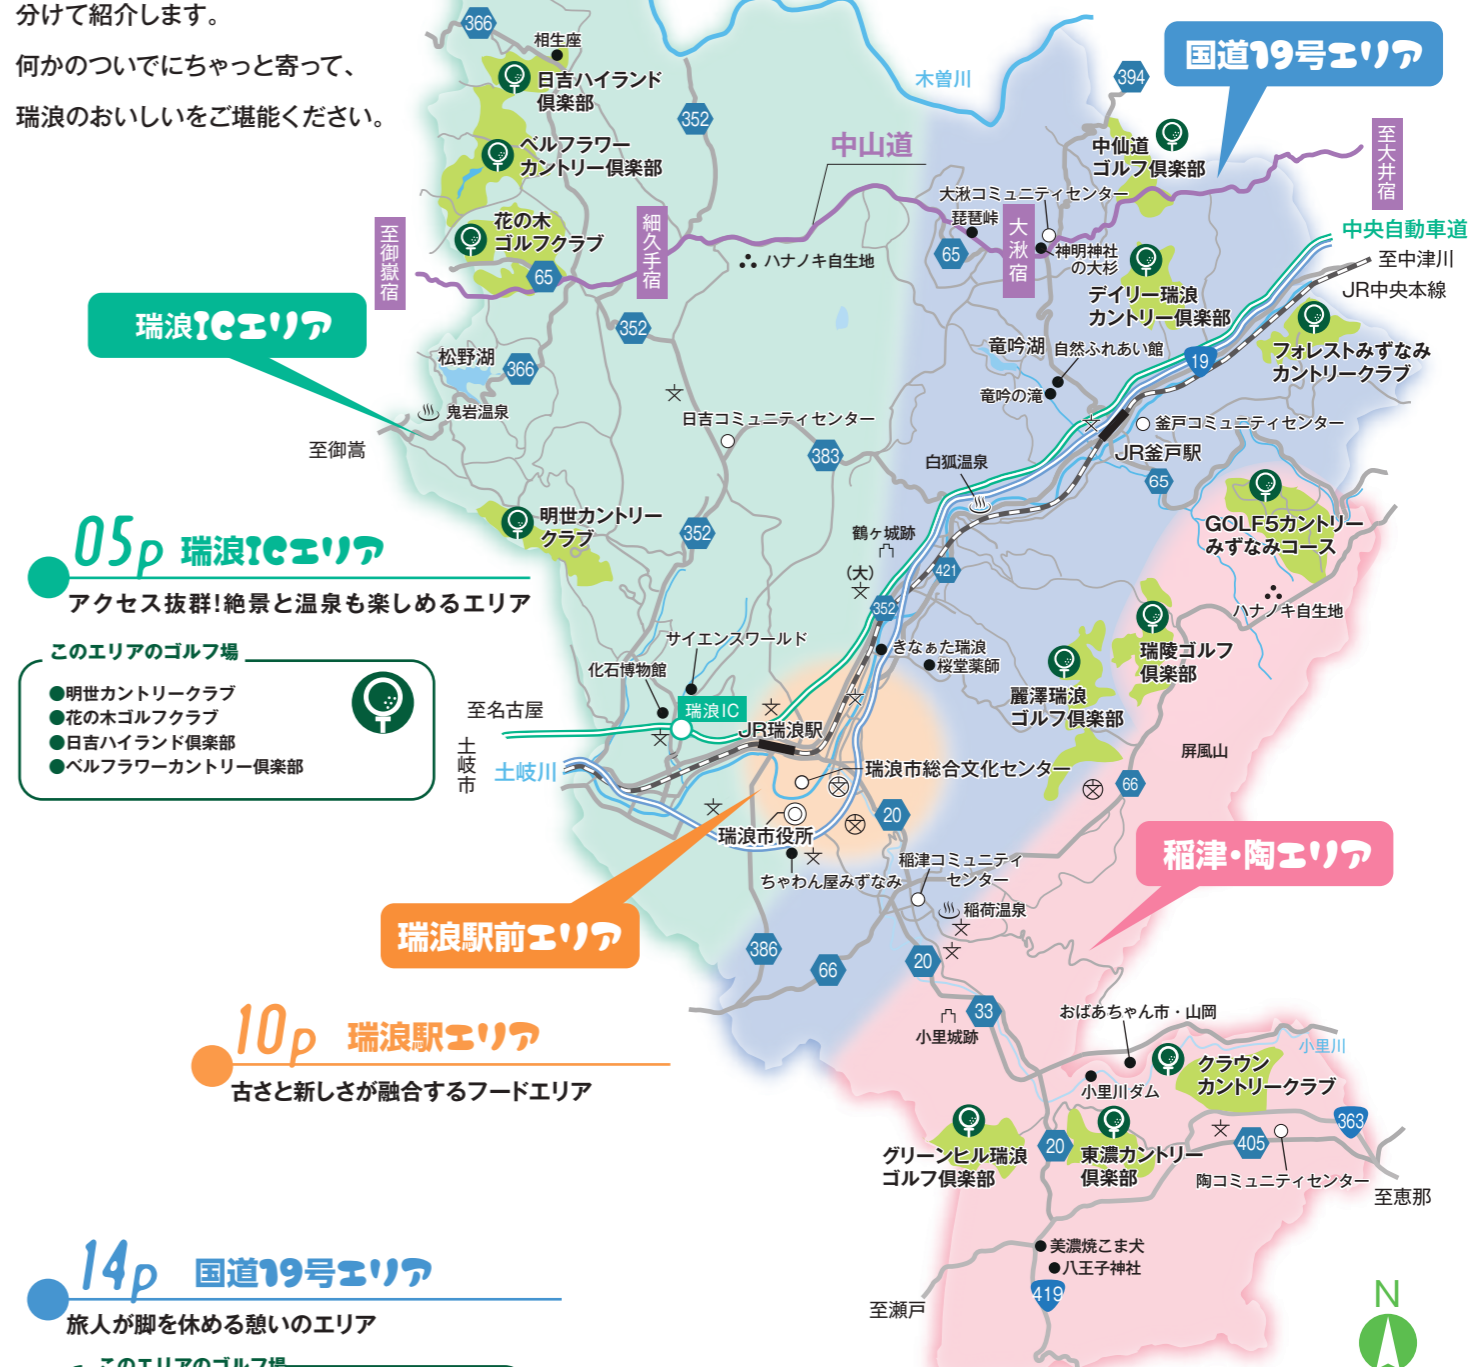 分けて紹介します。
何かのついでにちゃっと寄って、
瑞浪のおいしいをご堪能ください。
国道19号エリア
366
相生座
日吉ハイランド
倶楽部
木曽川
394
352
ベルフラワー
カントリー倶楽部
中山道
中仙道
ゴルフ倶楽部
至大井宿
大湫コミュニティセンター
琵琶峠
大湫宿
花の木
ゴルフクラブ
細久手宿
至御嶽宿
65
65
ハナノキ自生地
神明神社
の大杉
中央自動車道
至中津川
JR中央本線
デイリー瑞浪
カントリー倶楽部
瑞浪ICエリア
352
松野湖
366
竜吟湖
自然ふれあい館
19
フォレストみずなみ
カントリークラブ
竜吟の滝
鬼岩温泉
日吉コミュニティセンター
釜戸コミュニティセンター
至御嵩
383
JR釜戸駅
白狐温泉
65
明世カントリー
クラブ
352
GOLF5カントリー
みずなみコース
鶴ヶ城跡
05p 瑞浪ICエリア
(大)
421
アクセス抜群!絶景と温泉も楽しめるエリア
352
ハナノキ自生地
サイエンスワールド
きなぁた瑞浪
瑞陵ゴルフ
倶楽部
このエリアのゴルフ場
化石博物館
桜堂薬師
●明世カントリークラブ
●花の木ゴルフクラブ
●日吉ハイランド倶楽部
●ベルフラワーカントリー倶楽部
麗澤瑞浪
ゴルフ倶楽部
至名古屋
瑞浪IC
JR瑞浪駅
土岐市
土岐川
屏風山
瑞浪市総合文化センター
66
20
瑞浪市役所
稲津・陶エリア
稲津コミュニティ
センター
ちゃわん屋みずなみ
稲荷温泉
瑞浪駅前エリア
386
66
20
33
小里城跡
おばあちゃん市・山岡
小里川
10p 瑞浪駅エリア
クラウン
カントリークラブ
小里川ダム
古さと新しさが融合するフードエリア
363
グリーンヒル瑞浪
ゴルフ倶楽部
20
東濃カントリー
倶楽部
405
陶コミュニティセンター
至恵那
14p 国道19号エリア
美濃焼こま犬
八王子神社
419
至瀬戸
N
旅人が脚を休める憩いのエリア
このエリアのゴルフ場